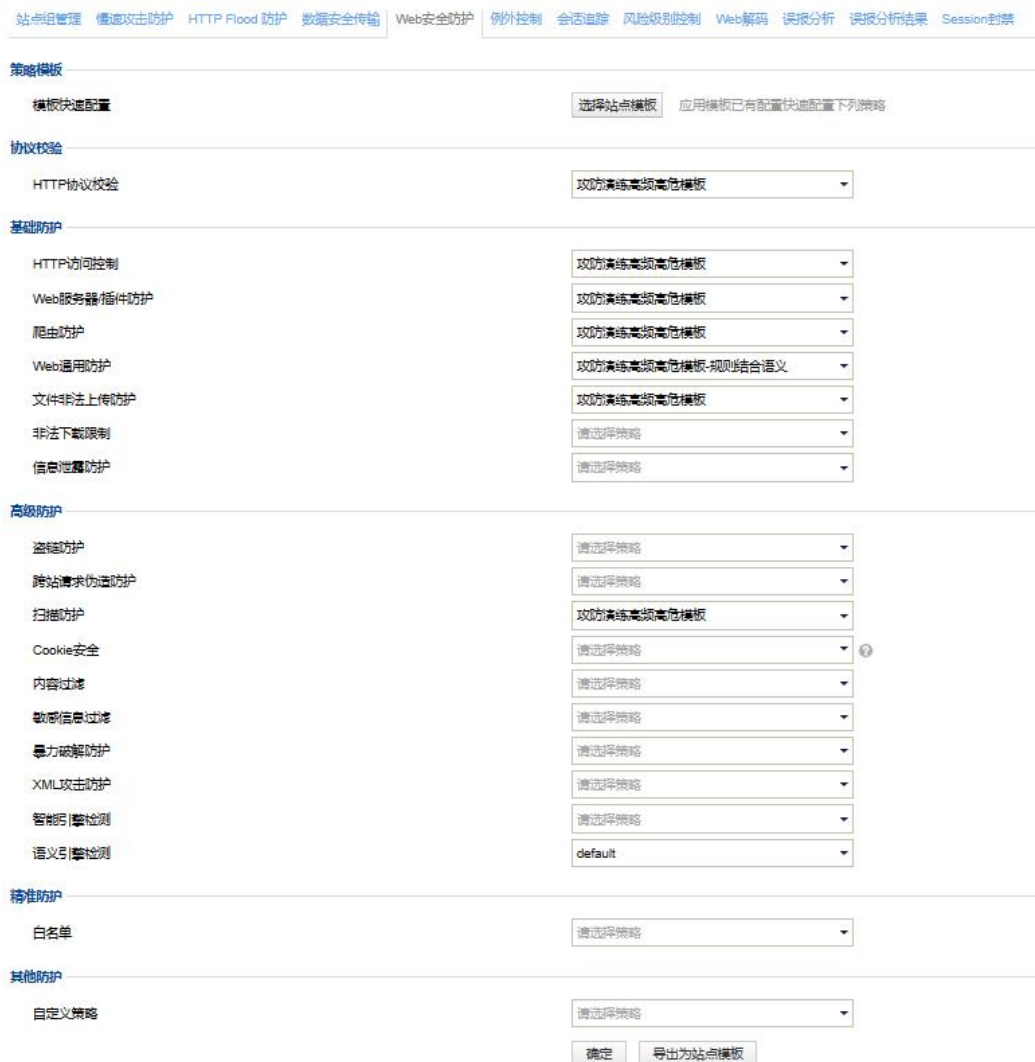 站点组管理 慢速攻击防护 HTTP Flood 防护 数据安全传输 Web安全防护 例外控制 会话追踪 风险级别控制 Web解码 误报分析 误报分析结果 Session封禁
策略模板
模板快速配置 选择站点模板 应用模板已有配置快速配置下列策略
协议校验
HTTP协议校验 攻防演练高频高危模板
基础防护
HTTP访问控制 攻防演练高频高危模板
Web服务器/插件防护 攻防演练高频高危模板
爬虫防护 攻防演练高频高危模板
Web通用防护 攻防演练高频高危模板-规则结合语义
文件非法上传防护 攻防演练高频高危模板
非法下载限制 请选择策略
信息泄露防护 请选择策略
高级防护
盗链防护 请选择策略
跨站请求伪造防护 请选择策略
扫描防护 攻防演练高频高危模板
Cookie安全 请选择策略
内容过滤 请选择策略
敏感信息过滤 请选择策略
暴力破解防护 请选择策略
XML攻击防护 请选择策略
智能引擎检测 请选择策略
语义引擎检测 default
精准防护
白名单 请选择策略
其他防护
自定义策略 请选择策略
确定 导出为站点模板